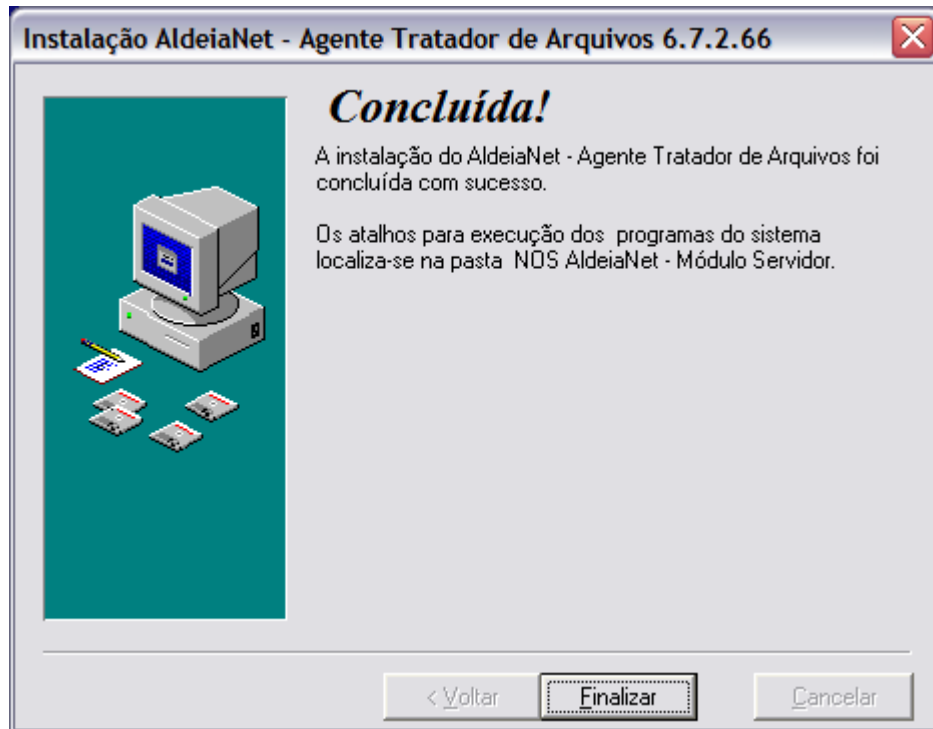 Instalação AldeiaNet - Agente Tratador de Arquivos 6.7.2.66
Concluída!
A instalação do AldeiaNet - Agente Tratador de Arquivos foi
concluída com sucesso.
Os atalhos para execução dos  programas do sistema
localiza-se na pasta  NOS AldeiaNet - Módulo Servidor.
< Voltar
Finalizar
Cancelar